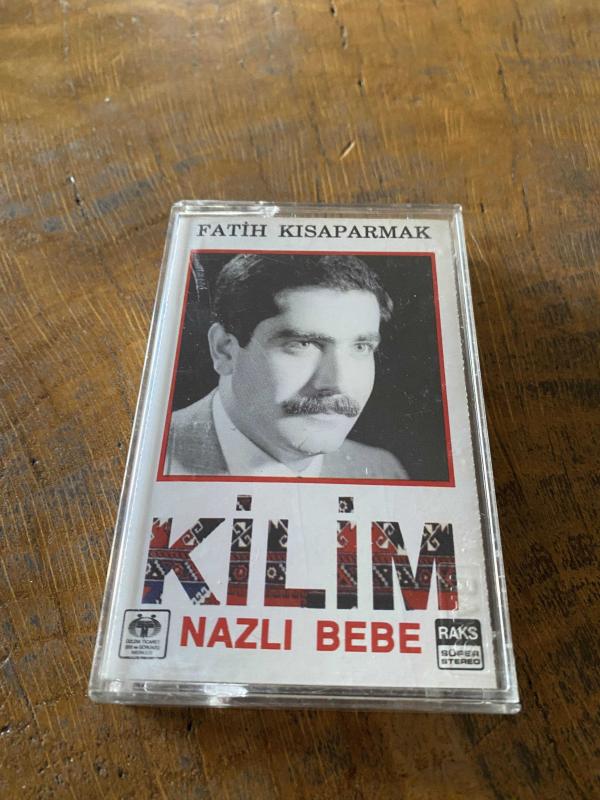 FATİH KISAPARMAK
KİLİM
NAZLI BEBE
RAKS
SÜPER
STEREO